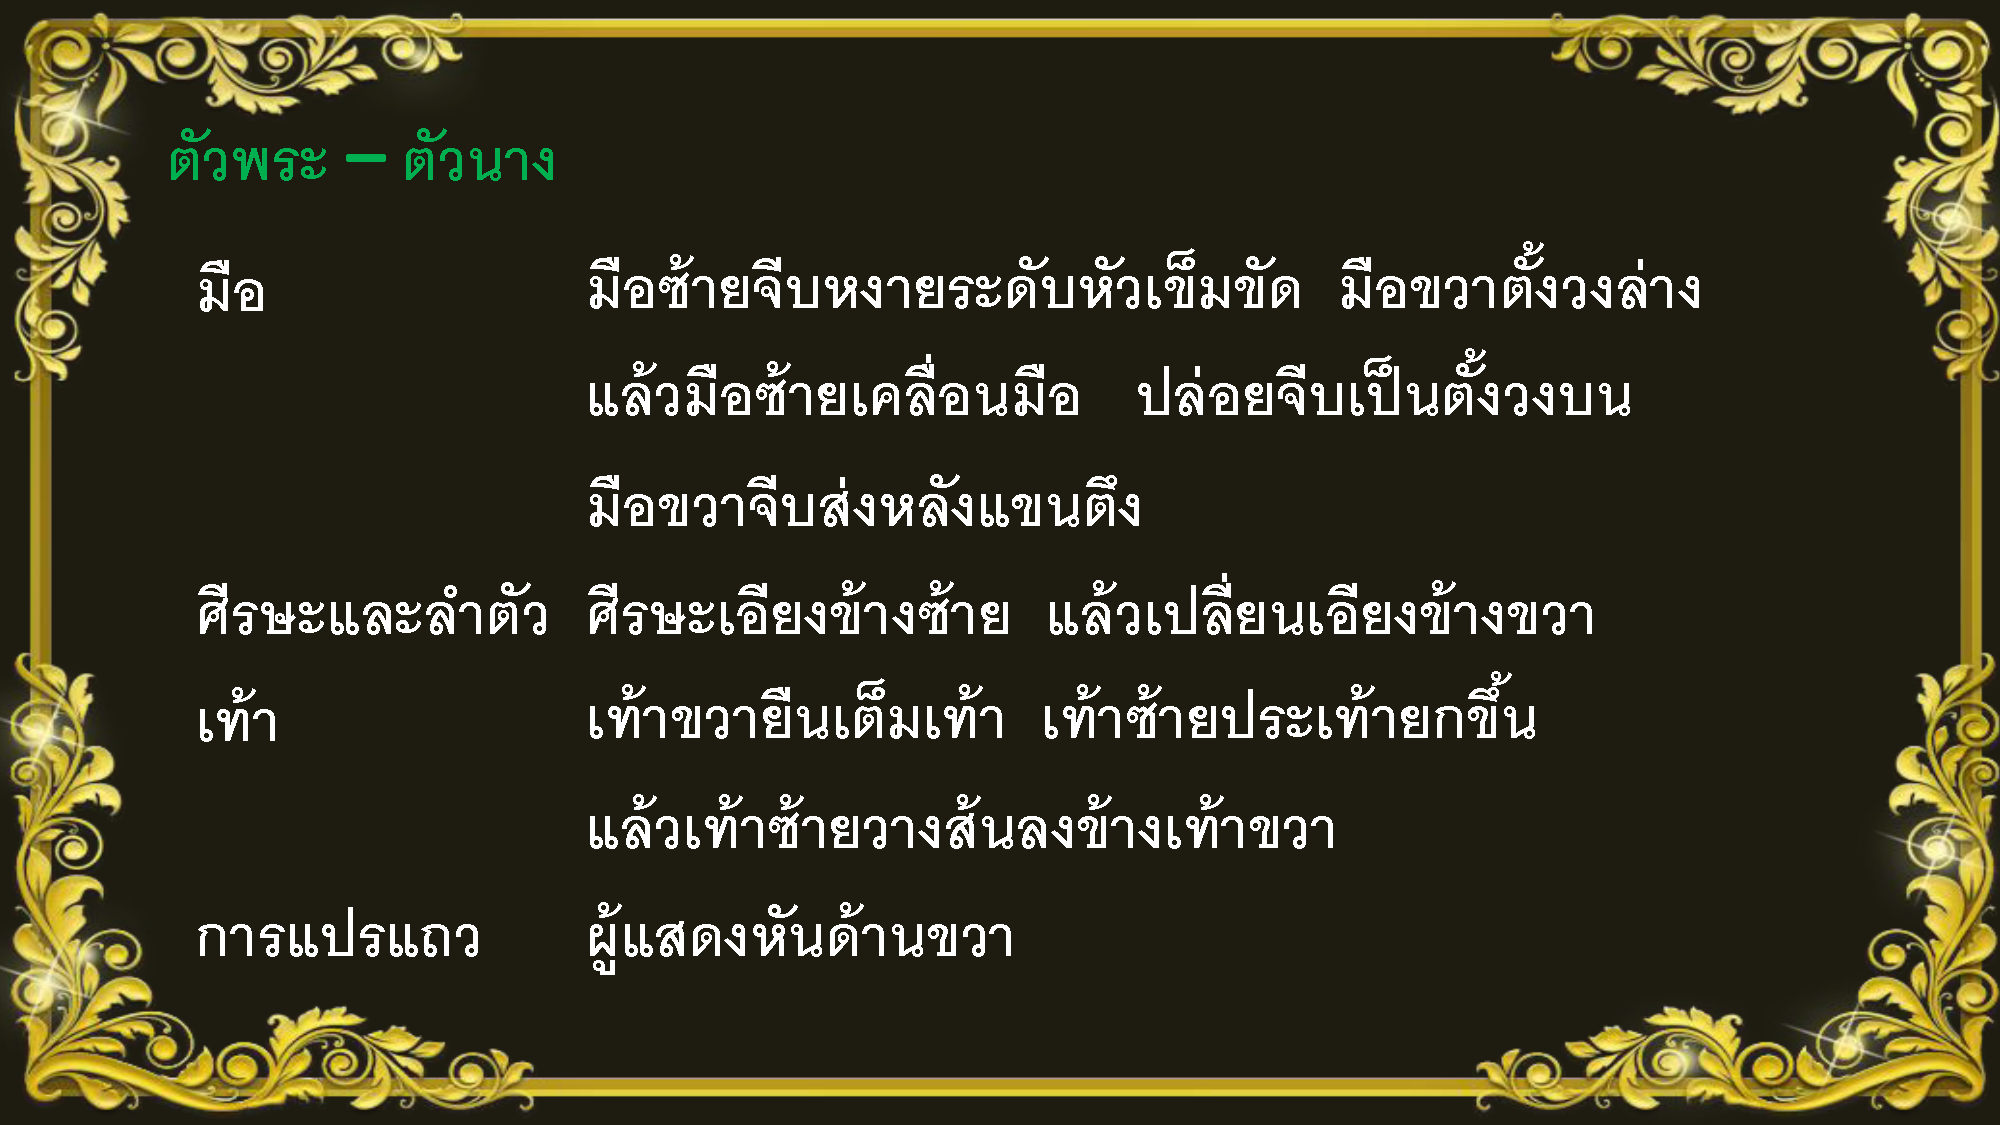 ตัวพระ – ตัวนาง
มือ มือซ้ายจีบหงายระดับหัวเข็มขัด มือขวาตั้งวงล่าง
แล้วมือซ้ายเคลื่อนมือ ปล่อยจีบเป็นตั้งวงบน
มือขวาจีบส่งหลังแขนตึง
ศีรษะและลำตัว ศีรษะเอียงข้างซ้าย แล้วเปลี่ยนเอียงข้างขวา
เท้า เท้าขวายืนเต็มเท้า เท้าซ้ายประเท้ายกขึ้น
แล้วเท้าซ้ายวางส้นลงข้างเท้าขวา
การแปรแถว ผู้แสดงหันด้านขวา